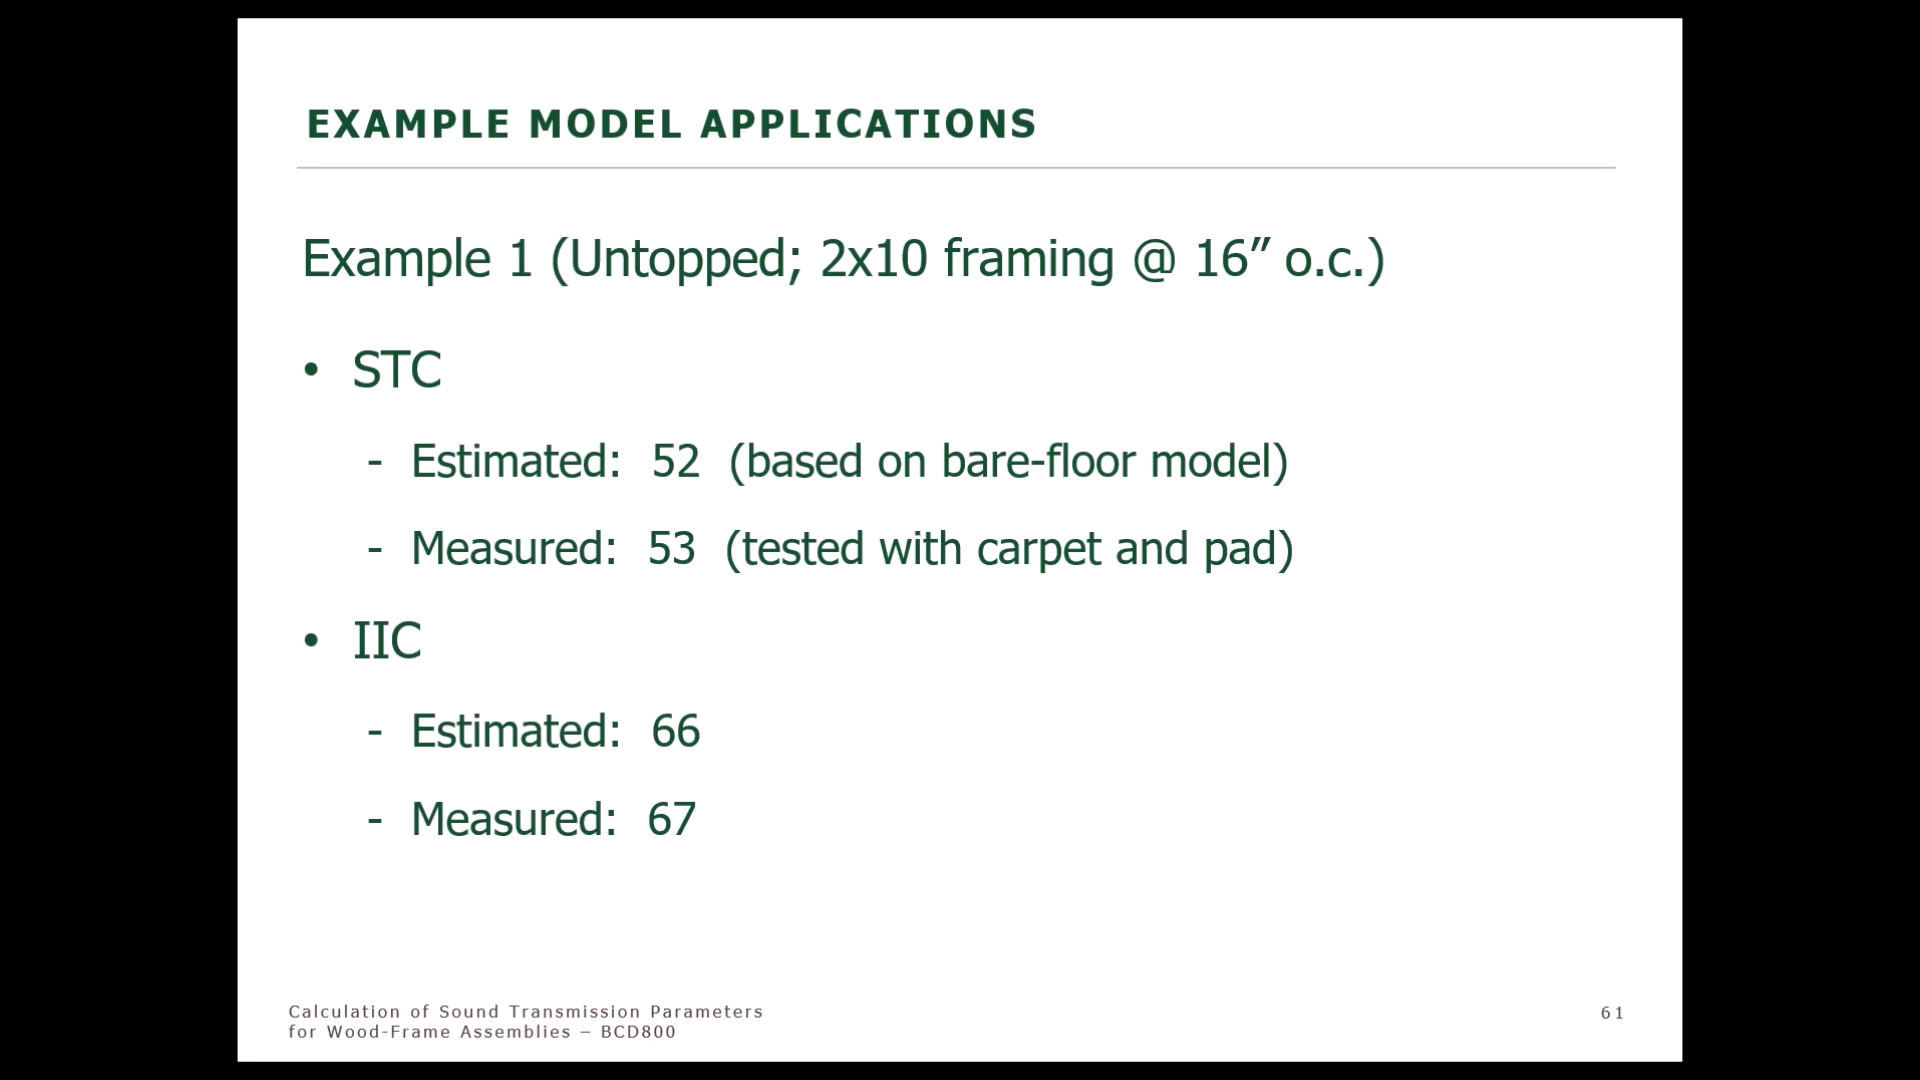 EXAMPLE MODEL APPLICATIONS
Example 1 (Untopped; 2x10 framing @ 16” o.c.)
• STC
- Estimated: 52 (based on bare-floor model)
- Measured: 53 (tested with carpet and pad)
• IIC
- Estimated: 66
- Measured: 67
Calculation of Sound Transmission Parameters
for Wood-Frame Assemblies – BCD800
61